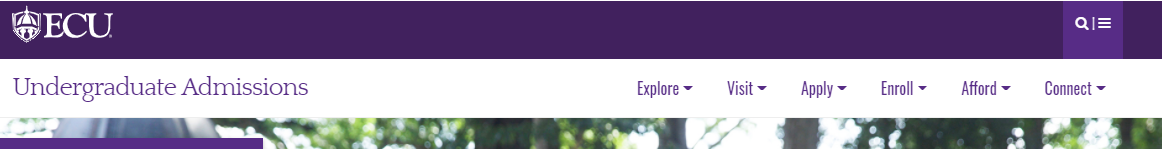 ECU
Undergraduate Admissions
Explore
Visit
Apply
Enroll
Afford
Connect